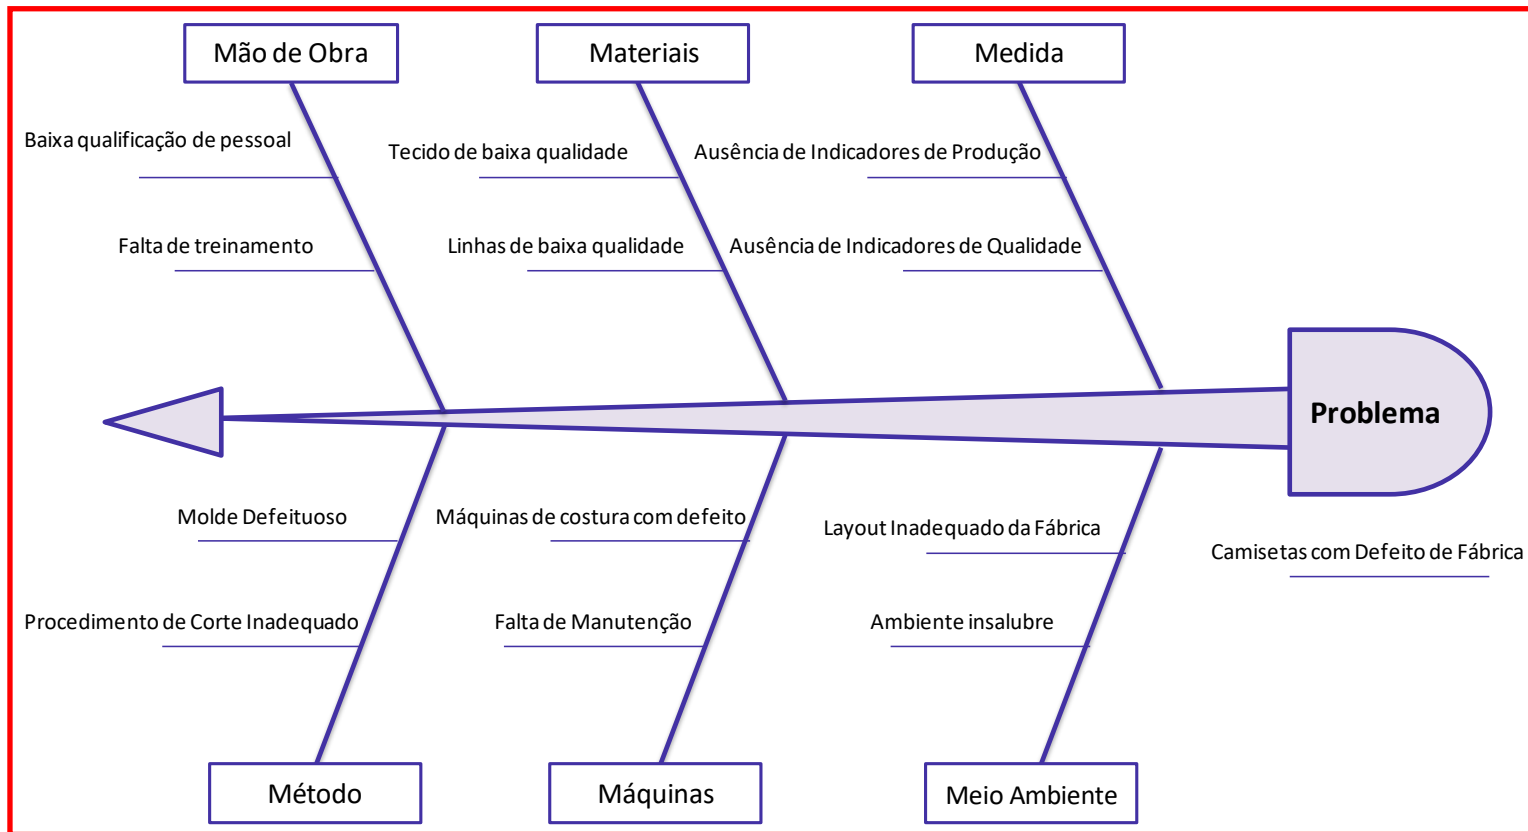 Mão de Obra
Materiais
Medida
Baixa qualificação de pessoal
Tecido de baixa qualidade
Ausência de Indicadores de Produção
Falta de treinamento
Linhas de baixa qualidade
Ausência de Indicadores de Qualidade
Problema
Molde Defeituoso
Máquinas de costura com defeito
Layout Inadequado da Fábrica
Camisetas com Defeito de Fábrica
Procedimento de Corte Inadequado
Falta de Manutenção
Ambiente insalubre
Método
Máquinas
Meio Ambiente